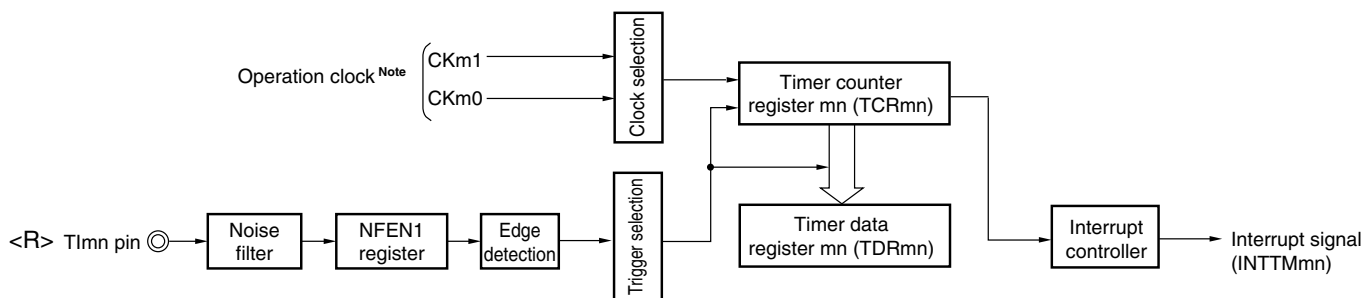 Operation clock Note
CKm1
CKm0
Clock selection
Timer counter
register mn (TCRmn)
<R> TImn pin
Noise
filter
NFEN1
register
Edge
detection
Trigger selection
Timer data
register mn (TDRmn)
Interrupt
controller
Interrupt signal
(INTTMmn)